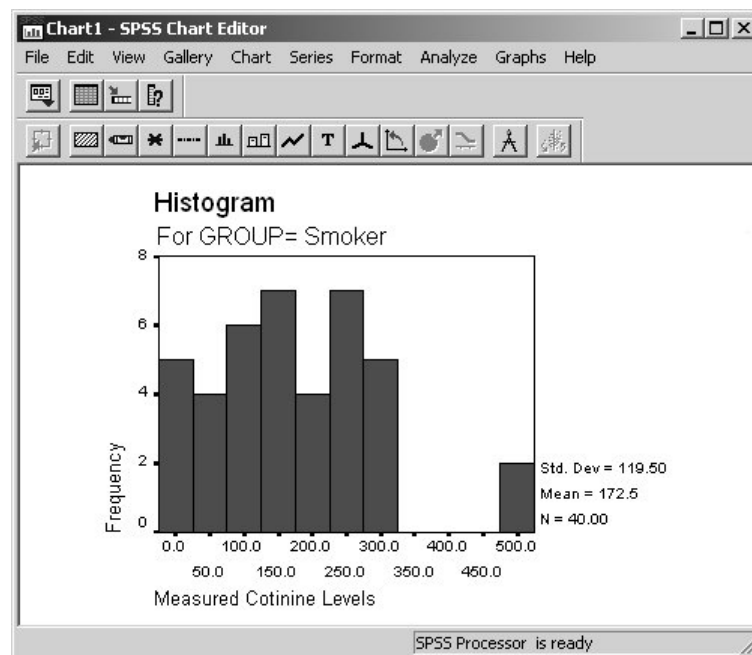 Chart1 - SPSS Chart Editor
File Edit View Gallery Chart Series Format Analyze Graphs Help
T
Histogram
For GROUP= Smoker
8
6
4
2
0
Frequency
Std. Dev = 119.50
Mean = 172.5
N = 40.00
0.0 100.0 200.0 300.0 400.0 500.0
50.0 150.0 250.0 350.0 450.0
Measured Cotinine Levels
SPSS Processor is ready